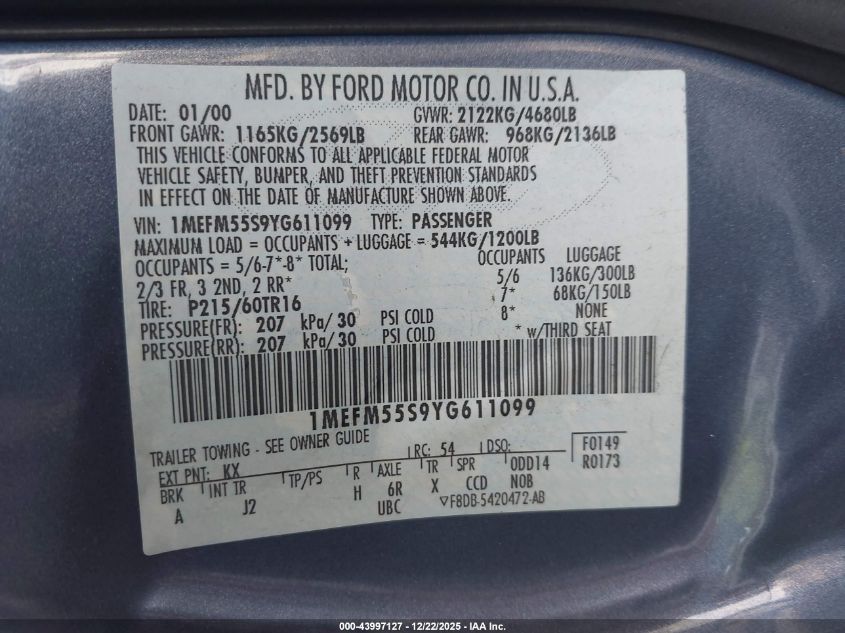 MFD. BY FORD MOTOR CO. IN U.S.A.
DATE: 01/00 GVWR: 2122KG/4680LB
FRONT GAWR: 1165KG/2569LB REAR GAWR: 968KG/2136LB
THIS VEHICLE CONFORMS TO ALL APPLICABLE FEDERAL MOTOR
VEHICLE SAFETY, BUMPER, AND THEFT PREVENTION STANDARDS
IN EFFECT ON THE DATE OF MANUFACTURE SHOWN ABOVE.
VIN: 1MEFM55S9YG611099 TYPE: PASSENGER
MAXIMUM LOAD = OCCUPANTS + LUGGAGE = 544KG/1200LB
OCCUPANTS = 5/6-7*-8* TOTAL; OCCUPANTS LUGGAGE
2/3 FR, 3 2ND, 2 RR* 5/6 136KG/300LB
TIRE: P215/60TR16 7* 68KG/150LB
PRESSURE(FR): 207 kPa/30 PSI COLD 8* NONE
PRESSURE(RR): 207 kPa/30 PSI COLD * w/THIRD SEAT
1MEFM55S9YG611099
TRAILER TOWING - SEE OWNER GUIDE
EXT PNT: KX RC: 54 DSO: F0149
BRK INT TR TP/PS R AXLE TR SPR ODD14 R0173
A J2 H 6R X CCD NOB
UBC ▽F8DB-5420472-AB
000-43997127 - 12/22/2025 - IAA Inc.